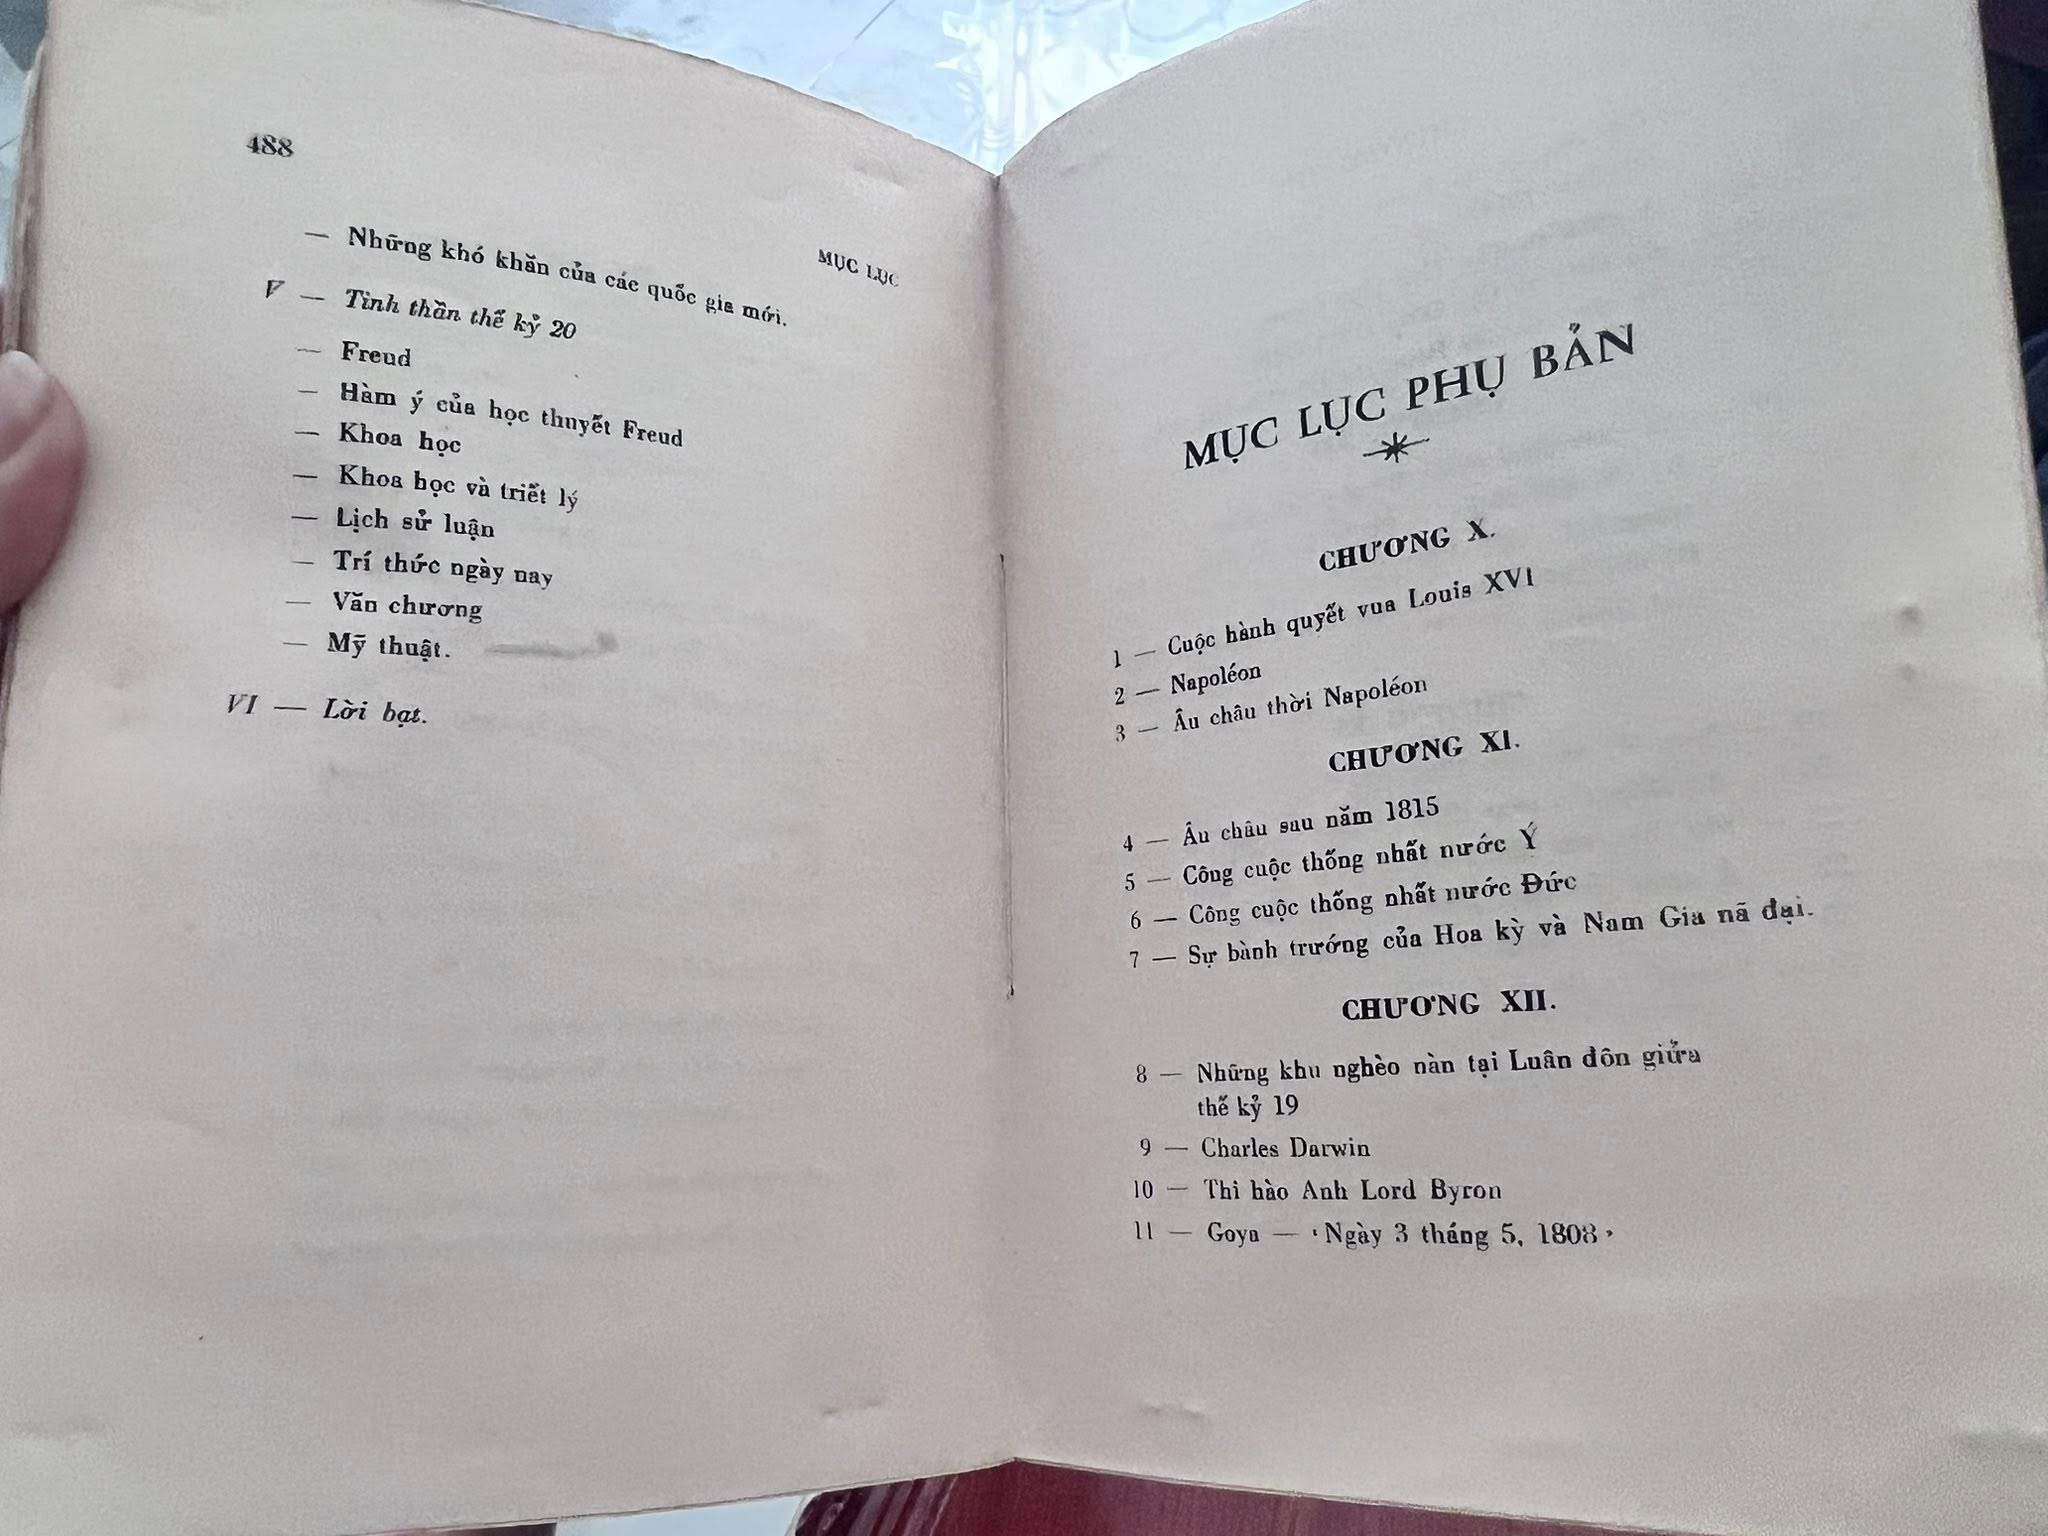 488
MỤC LỤC
— Những khó khăn của các quốc gia mới.
V — Tinh thần thế kỷ 20
— Freud
— Hàm ý của học thuyết Freud
— Khoa học
— Khoa học và triết lý
— Lịch sử luận
— Trí thức ngày nay
— Văn chương
— Mỹ thuật.
VI — Lời bạt.
MỤC LỤC PHỤ BẢN
CHƯƠNG X.
1 — Cuộc hành quyết vua Louis XVI
2 — Napoléon
3 — Âu châu thời Napoléon
CHƯƠNG XI.
4 — Âu châu sau năm 1815
5 — Công cuộc thống nhất nước Ý
6 — Công cuộc thống nhất nước Đức
7 — Sự bành trướng của Hoa kỳ và Nam Gia nã đại.
CHƯƠNG XII.
8 — Những khu nghèo nàn tại Luân đôn giửa
thế kỷ 19
9 — Charles Darwin
10 — Thi hào Anh Lord Byron
11 — Goya — ‹ Ngày 3 tháng 5, 1808 ›